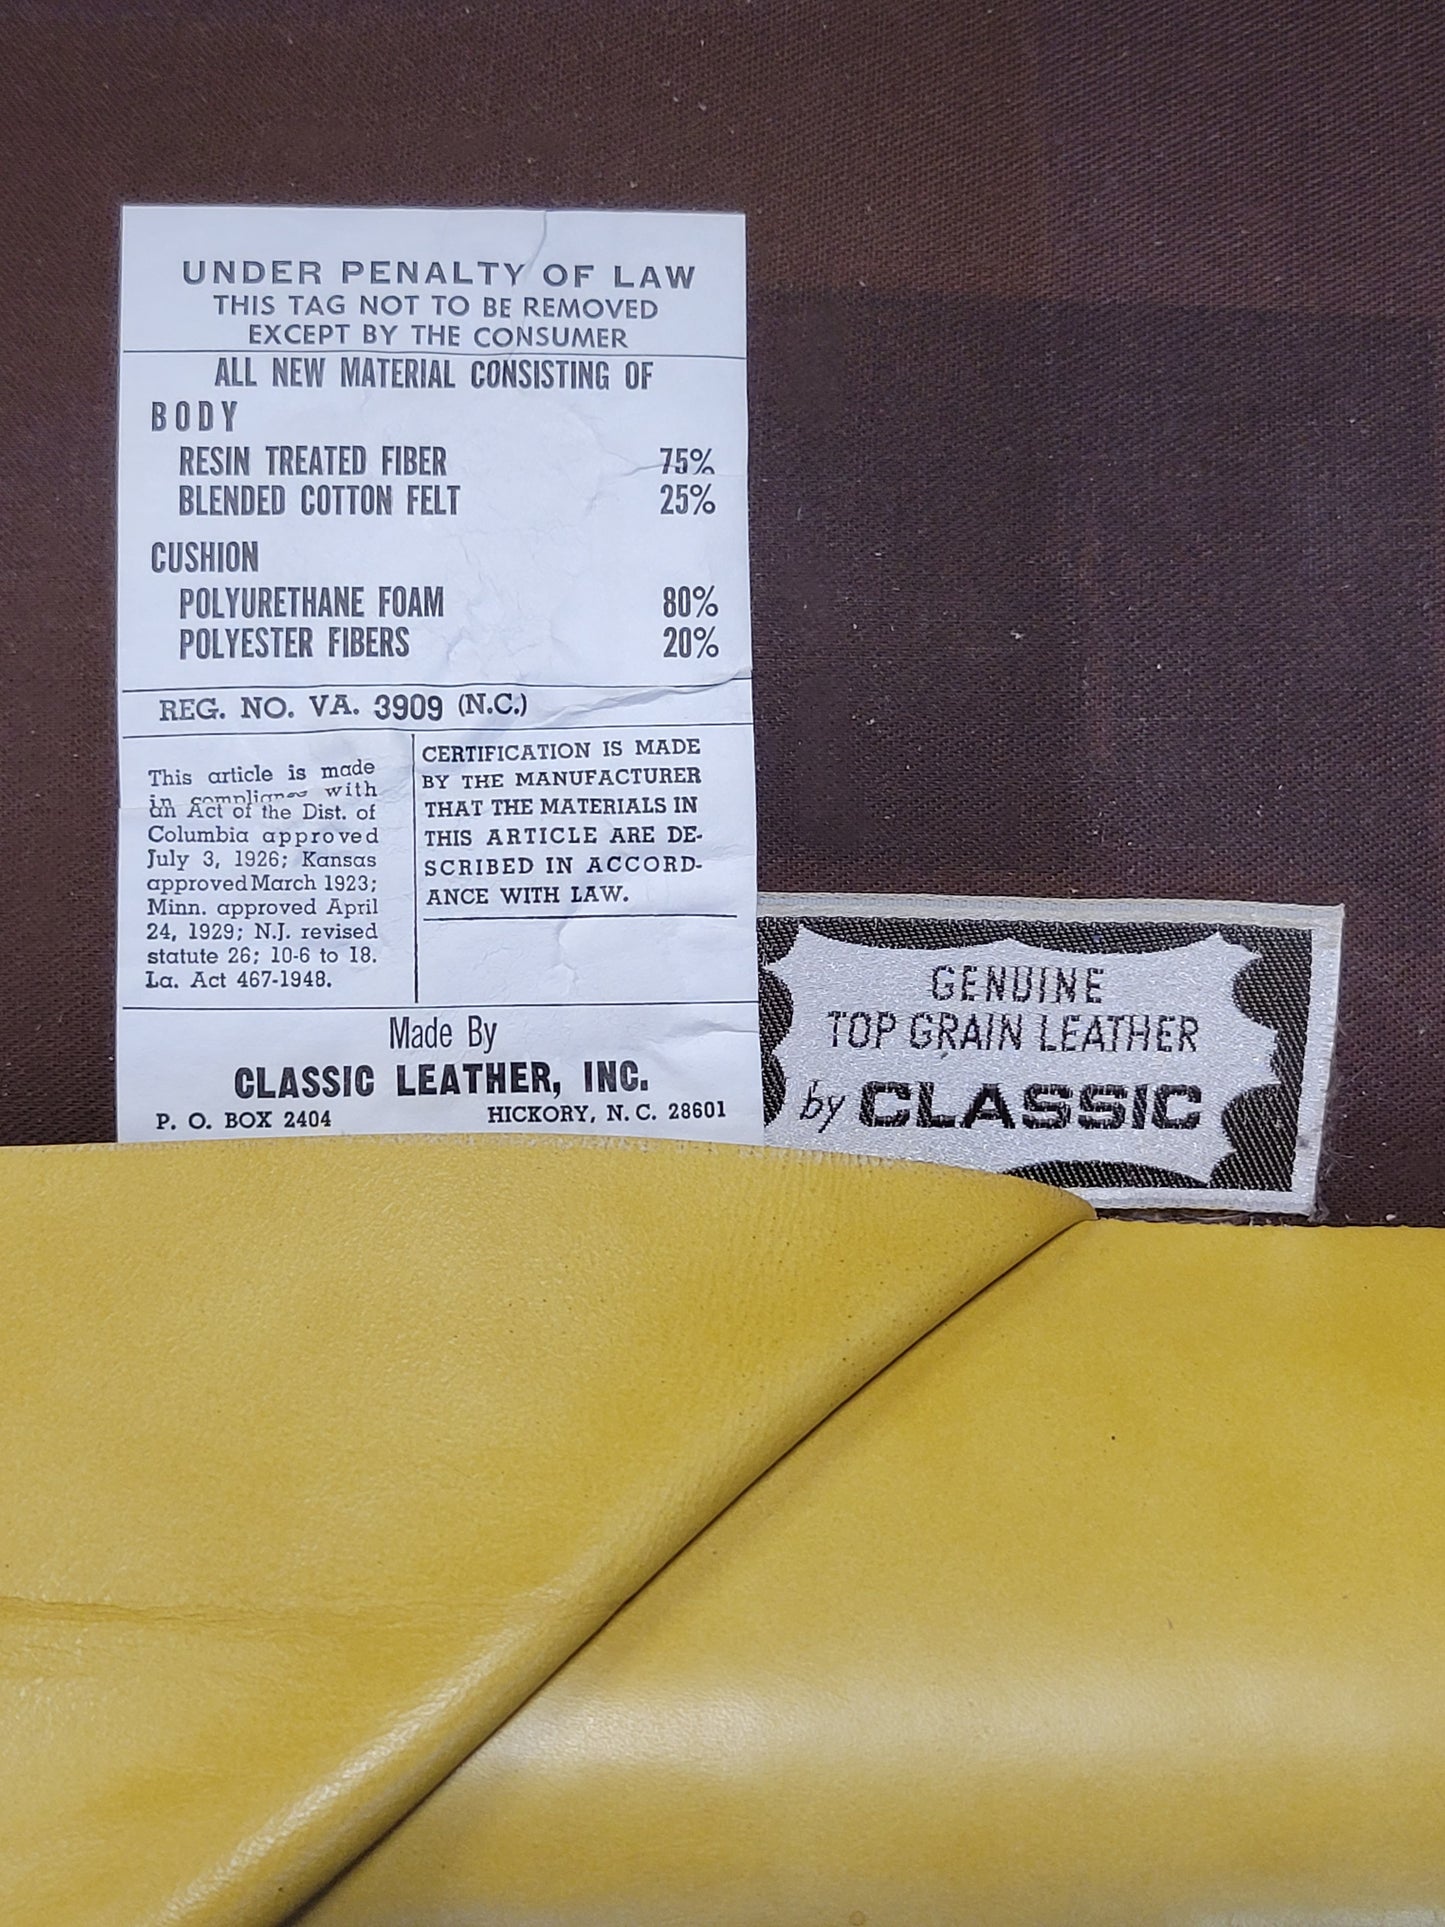 UNDER PENALTY OF LAW
THIS TAG NOT TO BE REMOVED
EXCEPT BY THE CONSUMER
ALL NEW MATERIAL CONSISTING OF
BODY
RESIN TREATED FIBER 75%
BLENDED COTTON FELT 25%
CUSHION
POLYURETHANE FOAM 80%
POLYESTER FIBERS 20%
REG. NO. VA. 3909 (N.C.)
This article is made
in compliance with
an Act of the Dist. of
Columbia approved
July 3, 1926; Kansas
approved March 1923;
Minn. approved April
24, 1929; N.J. revised
statute 26; 10-6 to 18.
La. Act 467-1948.
CERTIFICATION IS MADE
BY THE MANUFACTURER
THAT THE MATERIALS IN
THIS ARTICLE ARE DE-
SCRIBED IN ACCORD-
ANCE WITH LAW.
Made By
CLASSIC LEATHER, INC.
P. O. BOX 2404 HICKORY, N. C. 28601
GENUINE
TOP GRAIN LEATHER
by CLASSIC